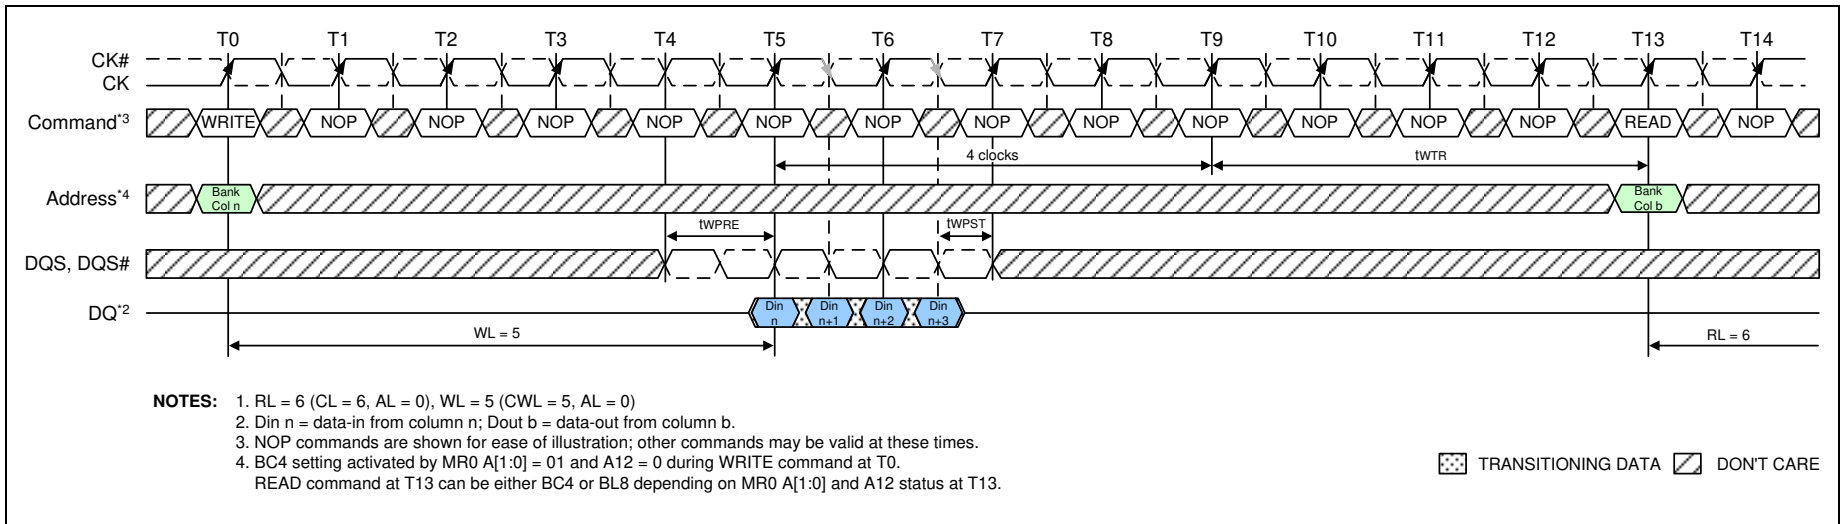 T0 T1 T2 T3 T4 T5 T6 T7 T8 T9 T10 T11 T12 T13 T14
CK#
CK
Command*3 WRITE NOP NOP NOP NOP NOP NOP NOP NOP NOP NOP NOP NOP READ NOP
4 clocks tWTR
Address*4 Bank Col n Bank Col b
tWPRE tWPST
DQS, DQS#
DQ*2 Din n Din n+1 Din n+2 Din n+3
WL = 5 RL = 6
NOTES: 1. RL = 6 (CL = 6, AL = 0), WL = 5 (CWL = 5, AL = 0)
2. Din n = data-in from column n; Dout b = data-out from column b.
3. NOP commands are shown for ease of illustration; other commands may be valid at these times.
4. BC4 setting activated by MR0 A[1:0] = 01 and A12 = 0 during WRITE command at T0.
READ command at T13 can be either BC4 or BL8 depending on MR0 A[1:0] and A12 status at T13.
TRANSITIONING DATA DON'T CARE